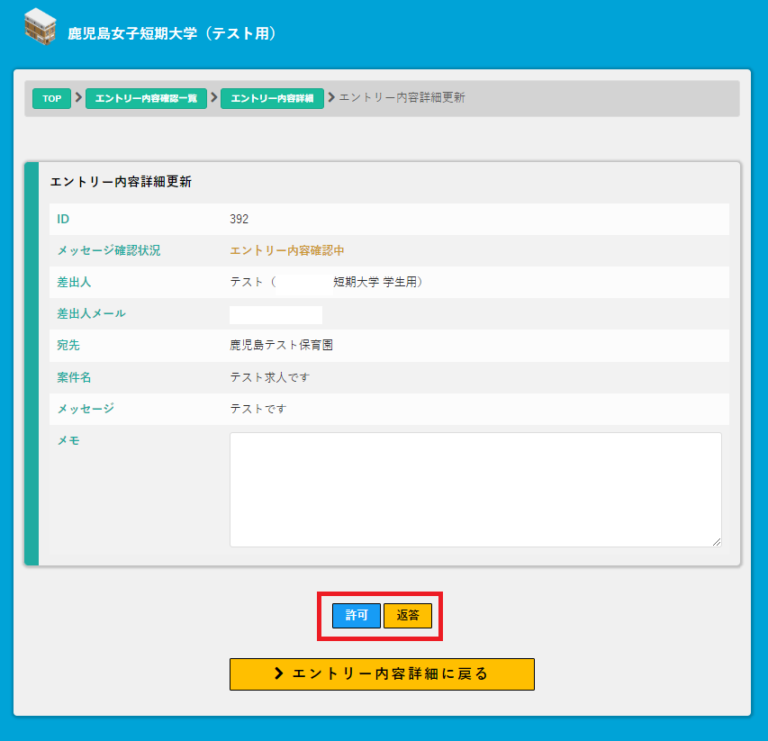 鹿児島女子短期大学（テスト用）
TOP > エントリー内容確認一覧 > エントリー内容詳細 > エントリー内容詳細更新
エントリー内容詳細更新
ID 392
メッセージ確認状況 エントリー内容確認中
差出人 テスト（ 短期大学 学生用）
差出人メール
宛先 鹿児島テスト保育園
案件名 テスト求人です
メッセージ テストです
メモ
許可 返答
> エントリー内容詳細に戻る